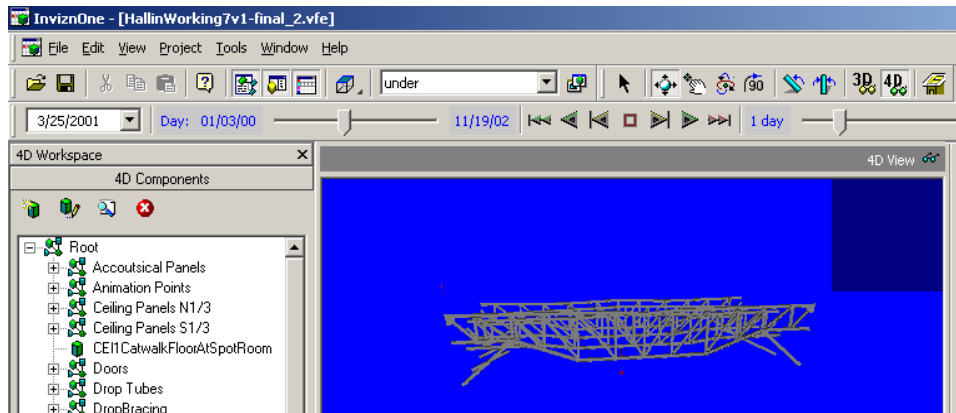 InviznOne - [HallinWorking7v1-final_2.vfe]
File Edit View Project Tools Window Help
under 90 3D 4D
3/25/2001 Day: 01/03/00 11/19/02 1 day
4D Workspace
4D View
4D Components
Root
Accoutsical Panels
Animation Points
Ceiling Panels N1/3
Ceiling Panels S1/3
CEI1CatwalkFloorAtSpotRoom
Doors
Drop Tubes
DropBracing